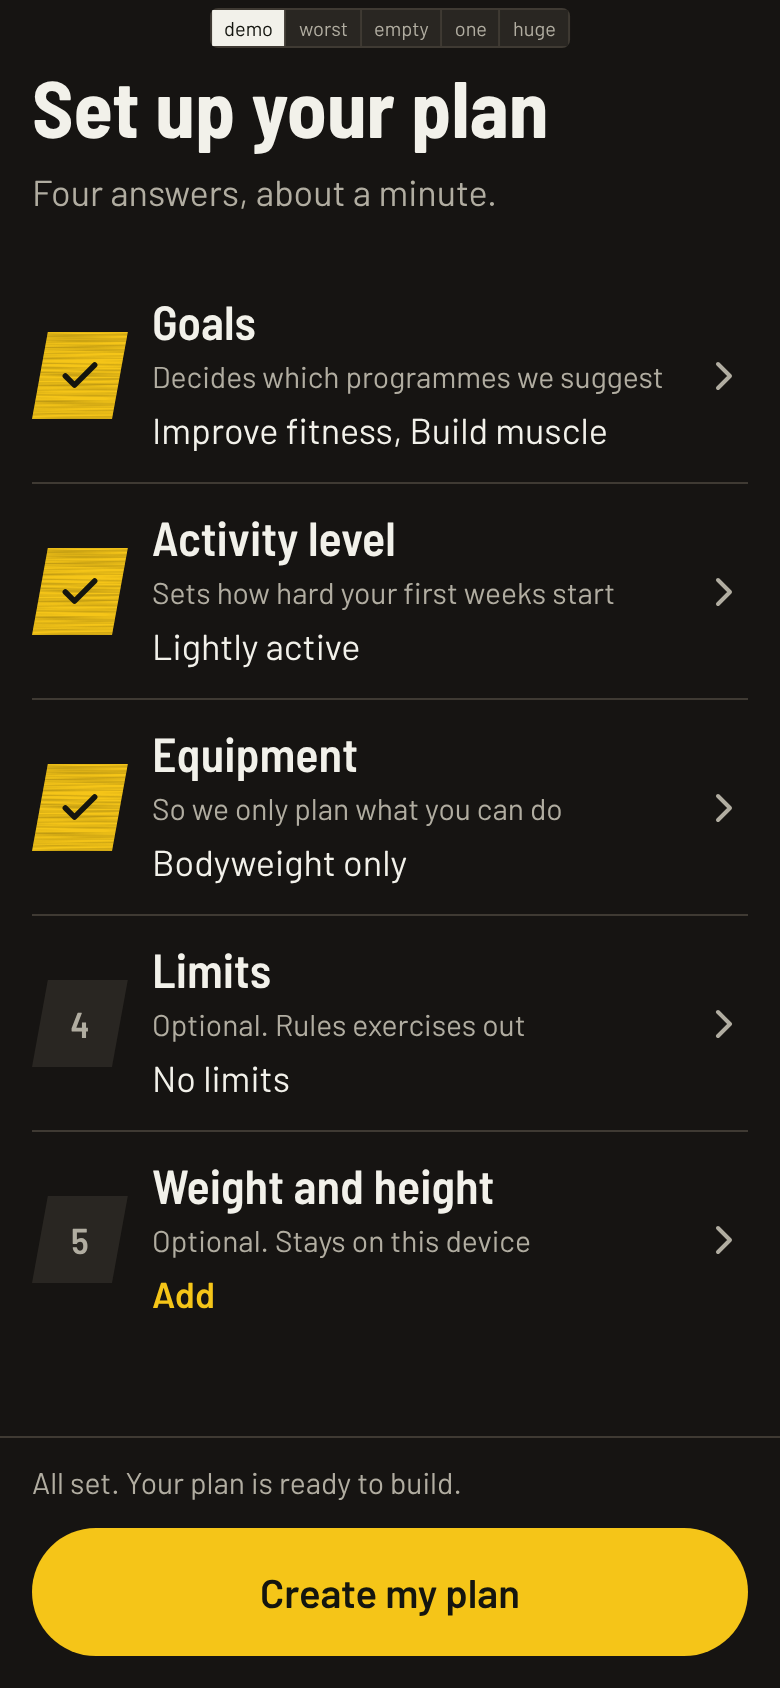 demo worst empty one huge
Set up your plan
Four answers, about a minute.
Goals
Decides which programmes we suggest
Improve fitness, Build muscle
Activity level
Sets how hard your first weeks start
Lightly active
Equipment
So we only plan what you can do
Bodyweight only
4
Limits
Optional. Rules exercises out
No limits
5
Weight and height
Optional. Stays on this device
Add
All set. Your plan is ready to build.
Create my plan